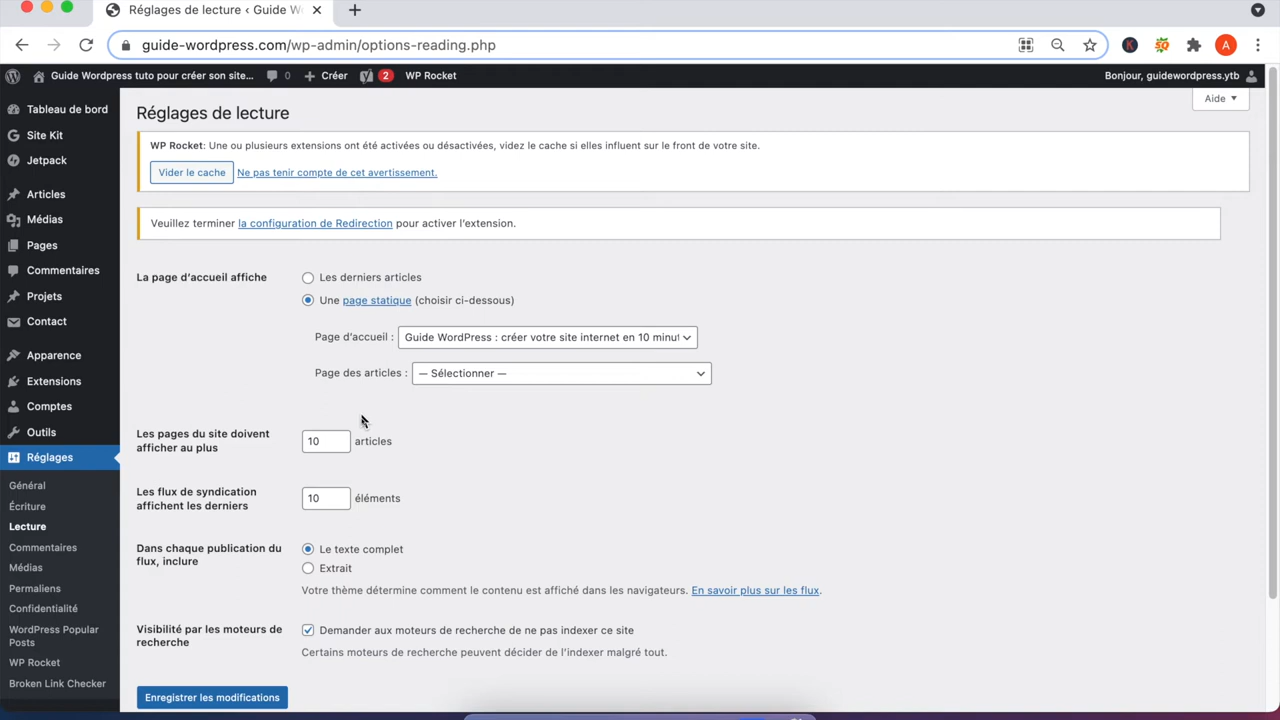 Réglages de lecture ‹ Guide W
guide-wordpress.com/wp-admin/options-reading.php
A
Guide Wordpress tuto pour créer son site...
0
Créer
2
WP Rocket
Bonjour, guidewordpress.ytb
Tableau de bord
Site Kit
Jetpack
Articles
Médias
Pages
Commentaires
Projets
Contact
Apparence
Extensions
Comptes
Outils
Réglages
Général
Écriture
Lecture
Commentaires
Médias
Permaliens
Confidentialité
WordPress Popular
Posts
WP Rocket
Broken Link Checker
Aide
Réglages de lecture
WP Rocket: Une ou plusieurs extensions ont été activées ou désactivées, videz le cache si elles influent sur le front de votre site.
Vider le cache Ne pas tenir compte de cet avertissement.
Veuillez terminer la configuration de Redirection pour activer l'extension.
La page d'accueil affiche
Les derniers articles
Une page statique (choisir ci-dessous)
Page d'accueil : Guide WordPress : créer votre site internet en 10 minut
Page des articles : — Sélectionner —
Les pages du site doivent
afficher au plus
10 articles
Les flux de syndication
affichent les derniers
10 éléments
Dans chaque publication du
flux, inclure
Le texte complet
Extrait
Votre thème détermine comment le contenu est affiché dans les navigateurs. En savoir plus sur les flux.
Visibilité par les moteurs de
recherche
Demander aux moteurs de recherche de ne pas indexer ce site
Certains moteurs de recherche peuvent décider de l'indexer malgré tout.
Enregistrer les modifications